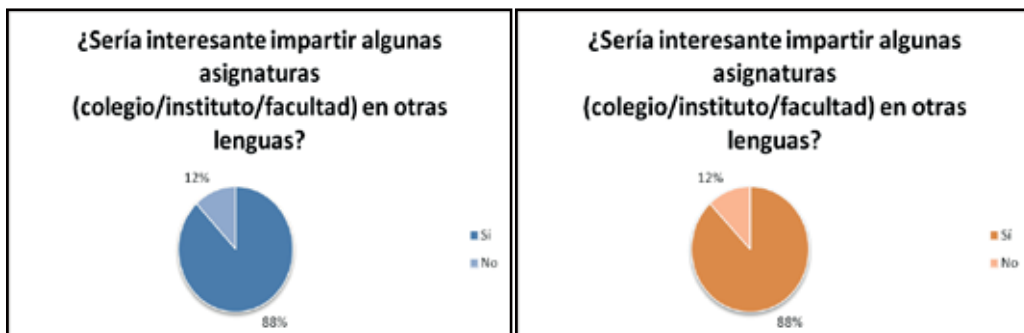 ¿Sería interesante impartir algunas
asignaturas
(colegio/instituto/facultad) en otras
lenguas?
12%
Sí
No
88%
¿Sería interesante impartir algunas
asignaturas
(colegio/instituto/facultad) en otras
lenguas?
12%
Sí
No
88%